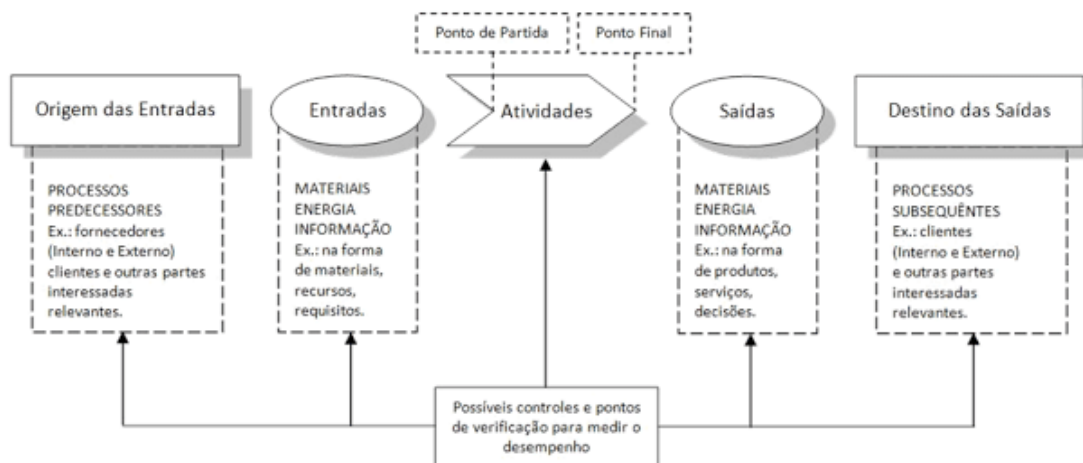 Ponto de Partida
Ponto Final
Origem das Entradas
Entradas
Atividades
Saídas
Destino das Saídas
PROCESSOS
PREDECESSORES
Ex.: fornecedores
(Interno e Externo)
clientes e outras partes
interessadas
relevantes.
MATERIAIS
ENERGIA
INFORMAÇÃO
Ex.: na forma
de materiais,
recursos,
requisitos.
MATERIAIS
ENERGIA
INFORMAÇÃO
Ex.: na forma
de produtos,
serviços,
decisões.
PROCESSOS
SUBSEQUÊNTES
Ex.: clientes
(Interno e Externo)
e outras partes
interessadas
relevantes.
Possíveis controles e pontos
de verificação para medir o
desempenho